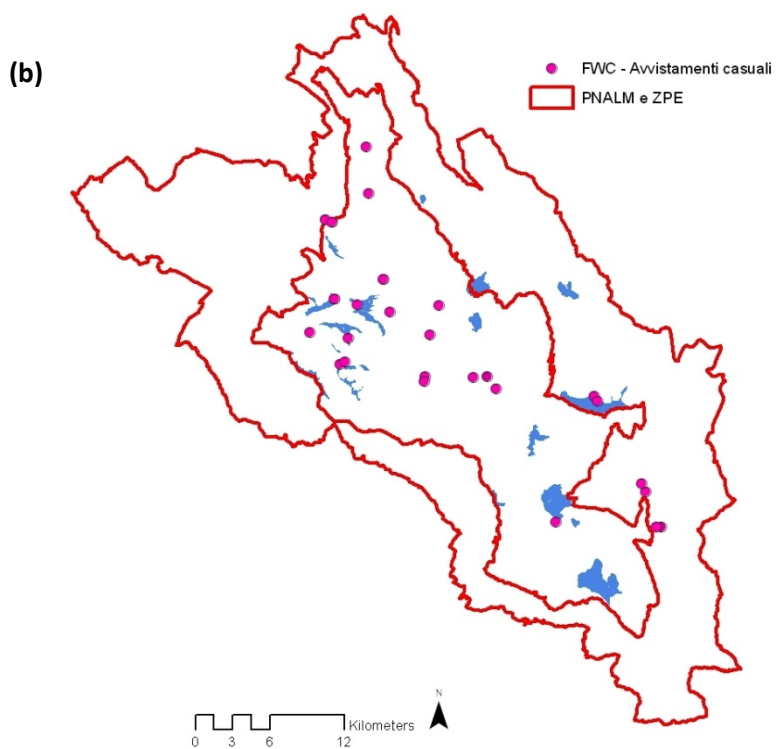 (b)
FWC - Avvistamenti casuali
PNALM e ZPE
N
Kilometers
0 3 6 12